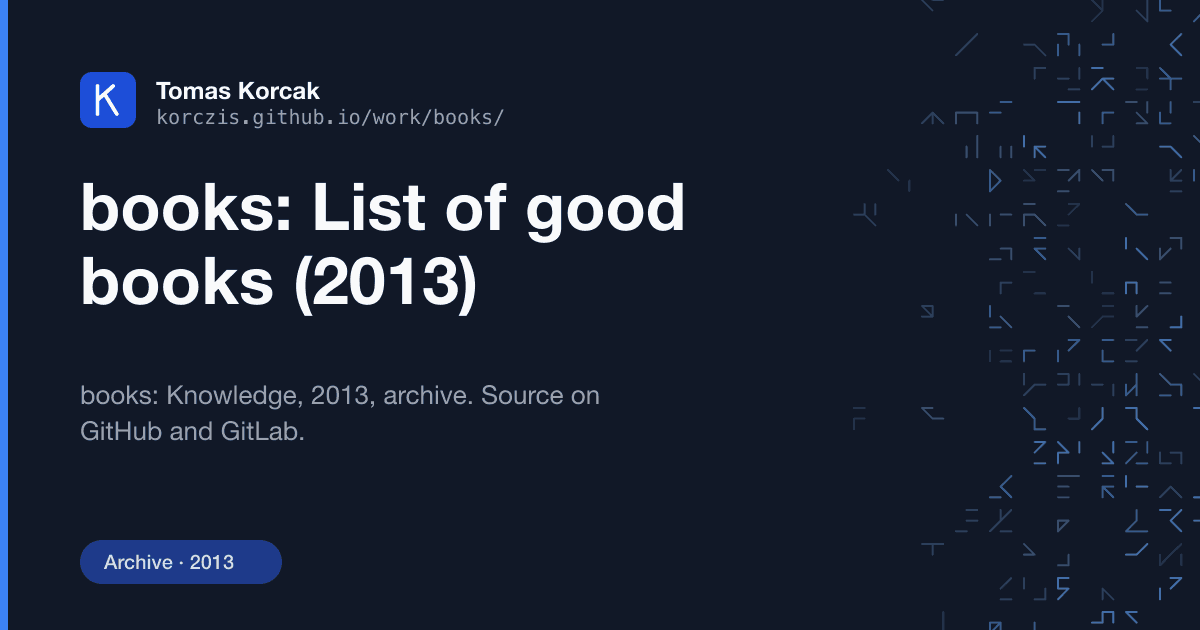 K
Tomas Korcak
korczis.github.io/work/books/
books: List of good
books (2013)
books: Knowledge, 2013, archive. Source on
GitHub and GitLab.
Archive · 2013